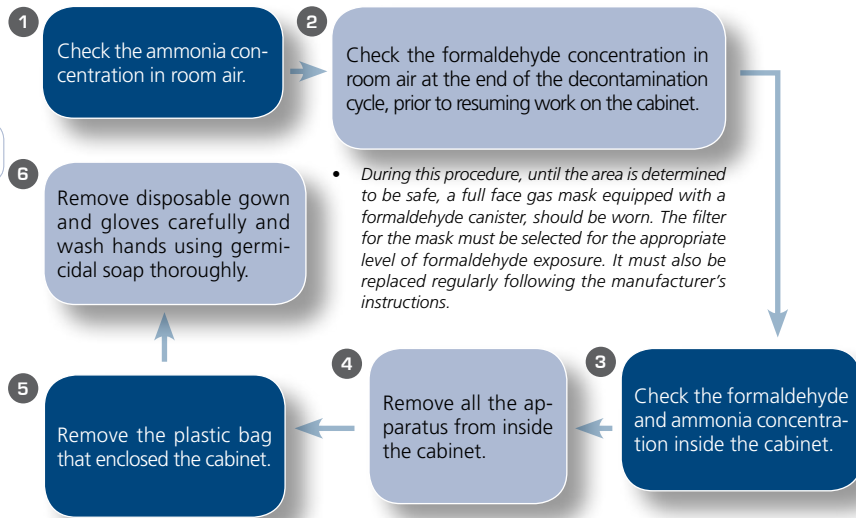 1
Check the ammonia con-
centration in room air.
2
Check the formaldehyde concentration in
room air at the end of the decontamination
cycle, prior to resuming work on the cabinet.
• During this procedure, until the area is determined
to be safe, a full face gas mask equipped with a
formaldehyde canister, should be worn. The filter
for the mask must be selected for the appropriate
level of formaldehyde exposure. It must also be
replaced regularly following the manufacturer's
instructions.
3
Check the formaldehyde
and ammonia concentra-
tion inside the cabinet.
4
Remove all the ap-
paratus from inside
the cabinet.
5
Remove the plastic bag
that enclosed the cabinet.
6
Remove disposable gown
and gloves carefully and
wash hands using germi-
cidal soap thoroughly.